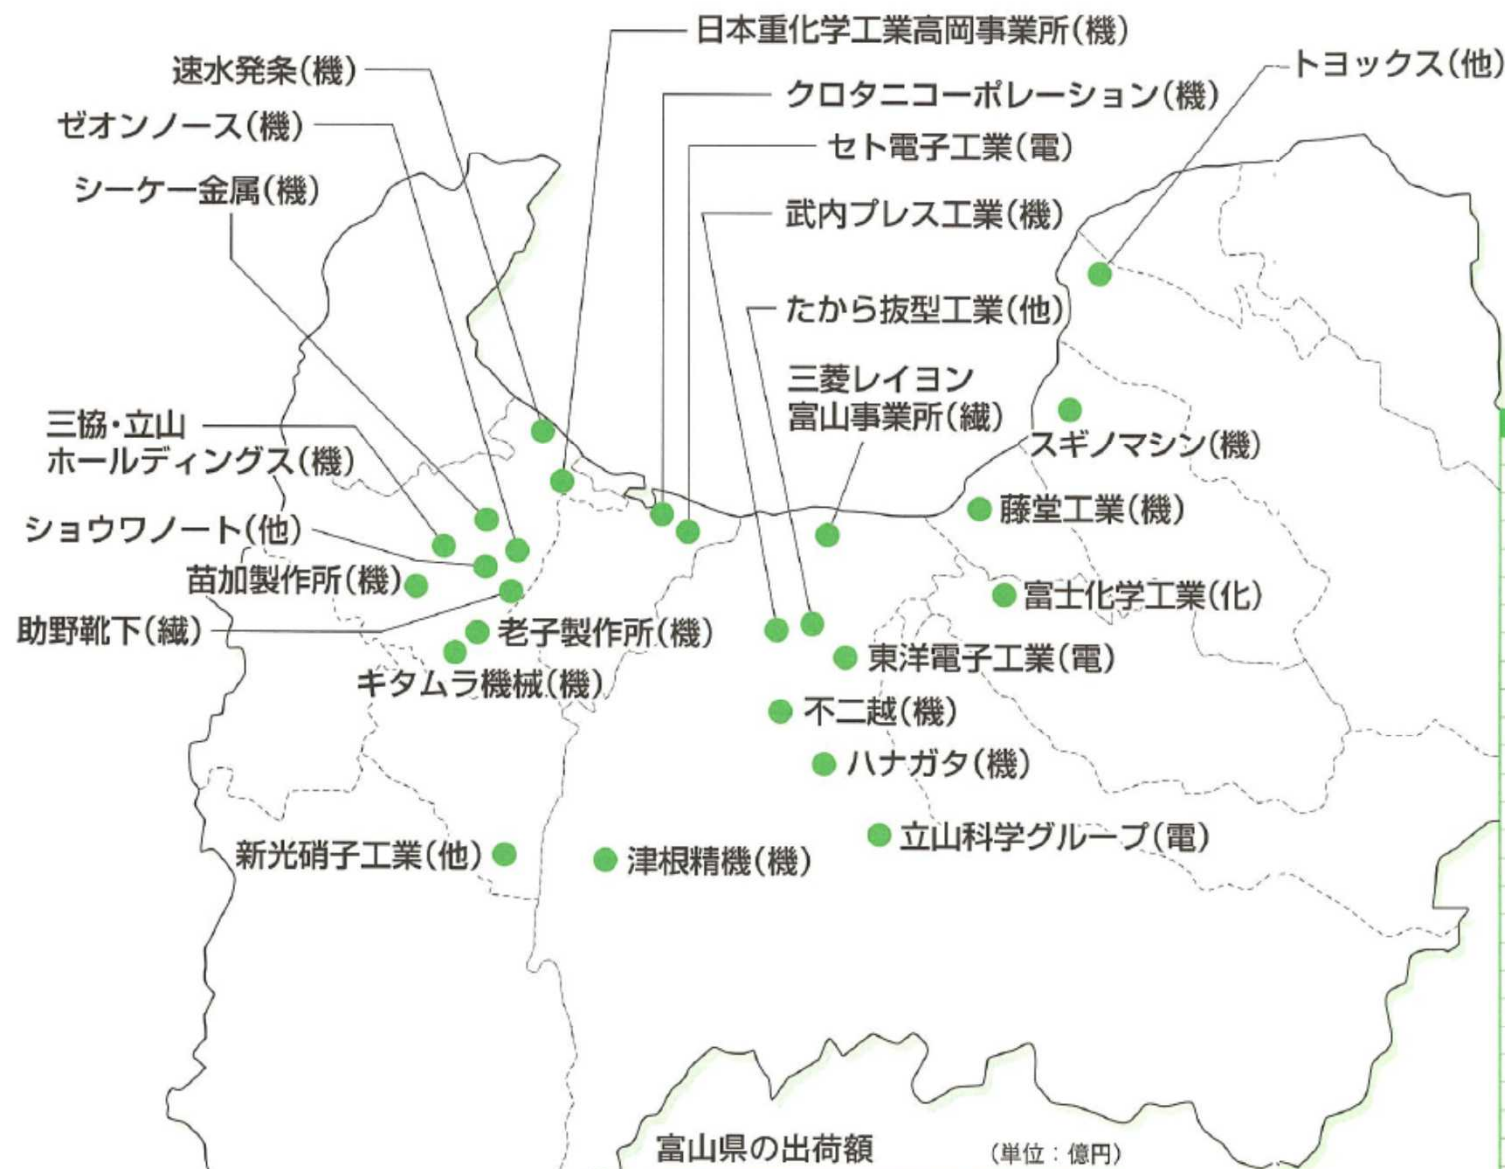 日本重化学工業高岡事業所(機)
速水発条(機)
トヨックス(他)
クロタニコーポレーション(機)
ゼオンノース(機)
セト電子工業(電)
シーケー金属(機)
武内プレス工業(機)
たから抜型工業(他)
三菱レイヨン
富山事業所(繊)
三協・立山
ホールディングス(機)
スギノマシン(機)
藤堂工業(機)
ショウワノート(他)
苗加製作所(機)
富士化学工業(化)
助野靴下(繊)
老子製作所(機)
東洋電子工業(電)
キタムラ機械(機)
不二越(機)
ハナガタ(機)
立山科学グループ(電)
新光硝子工業(他)
津根精機(機)
富山県の出荷額
(単位:億円)